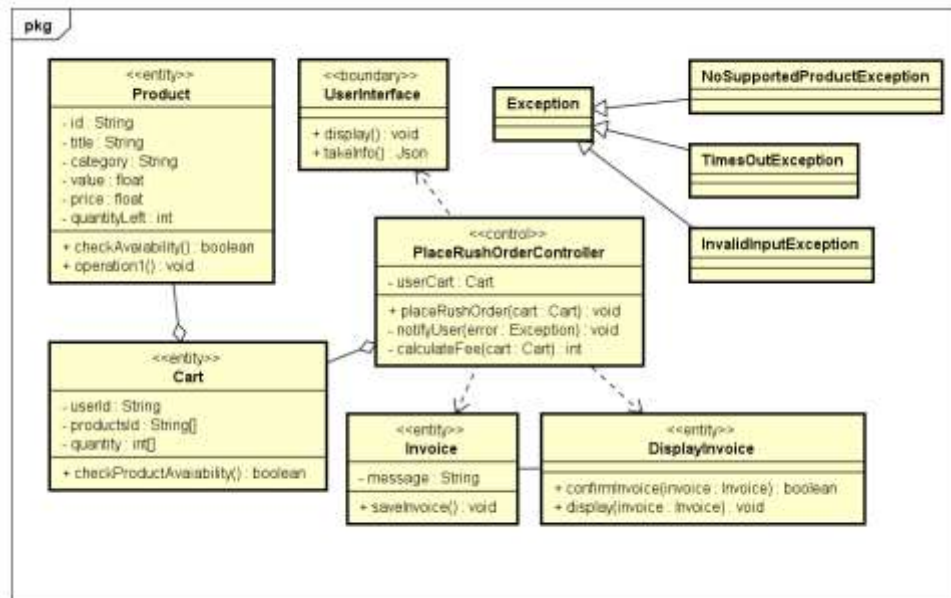 pkg
<<entity>>
Product
- id : String
- title : String
- category : String
- value : float
- price : float
- quantityLeft : int
+ checkAvaiability() : boolean
+ operation1() : void
<<boundary>>
UserInterface
+ display() : void
+ takeInfo() : Json
Exception
NoSupportedProductException
TimesOutException
InvalidInputException
<<control>>
PlaceRushOrderController
- userCart : Cart
+ placeRushOrder(cart : Cart) : void
- notifyUser(error : Exception) : void
- calculateFee(cart : Cart) : int
<<entity>>
Cart
- userId : String
- productsId : String[]
- quantity : int[]
+ checkProductAvaiability() : boolean
<<entity>>
Invoice
- message : String
+ saveInvoice() : void
<<entity>>
DisplayInvoice
+ confirmInvoice(invoice : Invoice) : boolean
+ display(invoice : Invoice) : void